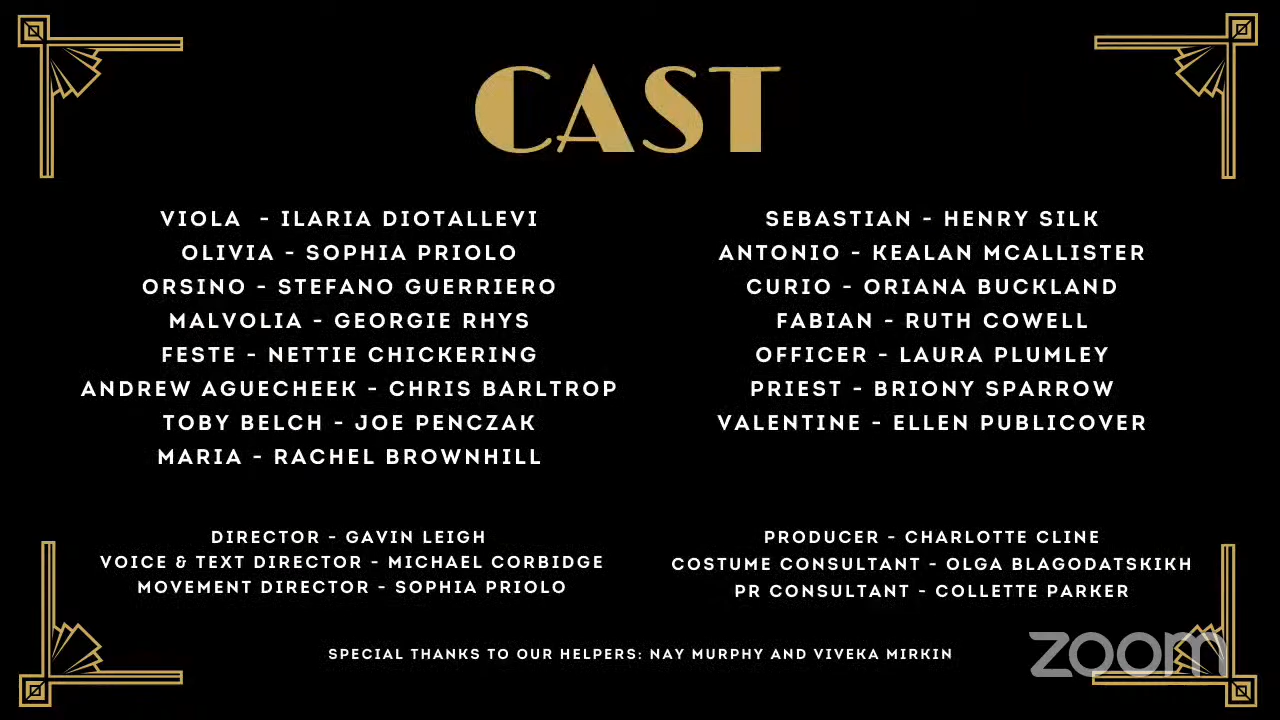 CAST
VIOLA - ILARIA DIOTALLEVI
OLIVIA - SOPHIA PRIOLO
ORSINO - STEFANO GUERRIERO
MALVOLIA - GEORGIE RHYS
FESTE - NETTIE CHICKERING
ANDREW AGUECHEEK - CHRIS BARLTROP
TOBY BELCH - JOE PENCZAK
MARIA - RACHEL BROWNHILL
SEBASTIAN - HENRY SILK
ANTONIO - KEALAN MCALLISTER
CURIO - ORIANA BUCKLAND
FABIAN - RUTH COWELL
OFFICER - LAURA PLUMLEY
PRIEST - BRIONY SPARROW
VALENTINE - ELLEN PUBLICOVER
DIRECTOR - GAVIN LEIGH
VOICE & TEXT DIRECTOR - MICHAEL CORBIDGE
MOVEMENT DIRECTOR - SOPHIA PRIOLO
PRODUCER - CHARLOTTE CLINE
COSTUME CONSULTANT - OLGA BLAGODATSKIKH
PR CONSULTANT - COLLETTE PARKER
SPECIAL THANKS TO OUR HELPERS: NAY MURPHY AND VIVEKA MIRKIN
zoom